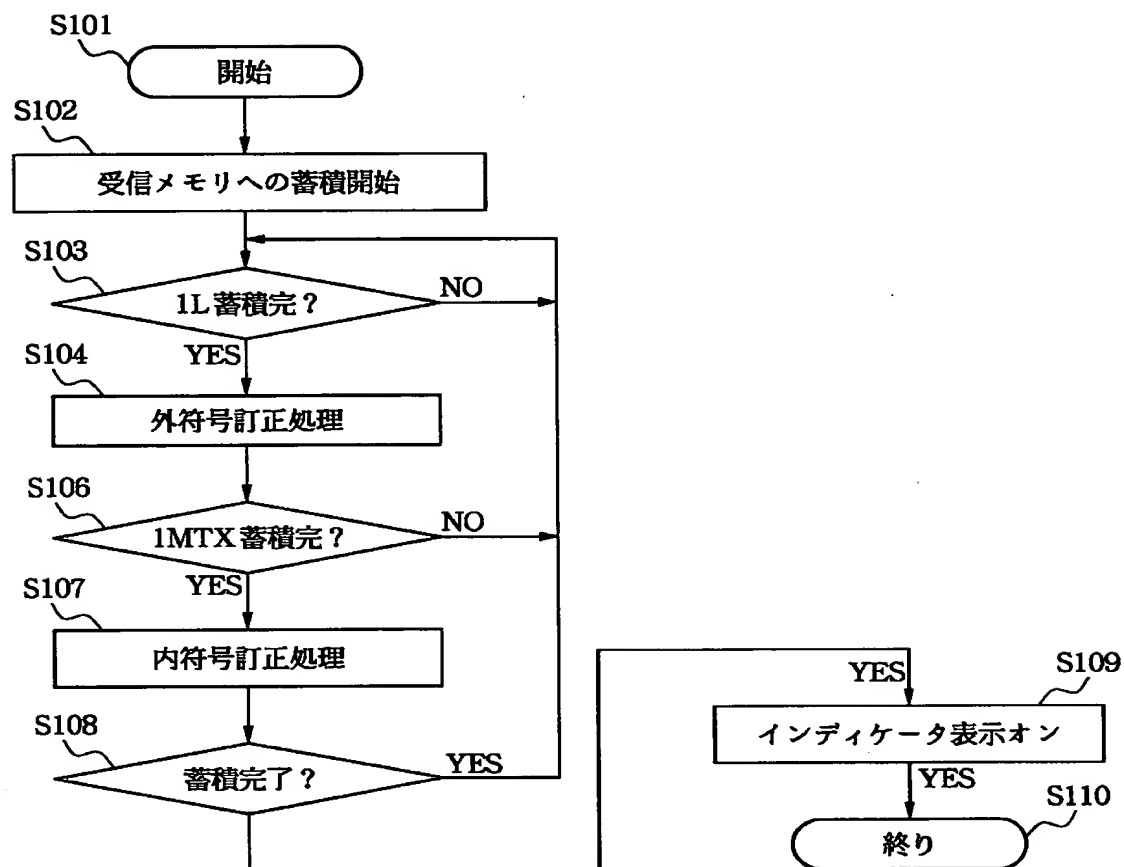 S101
開始
S102
受信メモリへの蓄積開始
S103
1L蓄積完？
NO
YES
S104
外符号訂正処理
S106
1MTX蓄積完？
NO
YES
S107
内符号訂正処理
S108
蓄積完了？
YES
YES
S109
インディケータ表示オン
YES
S110
終り